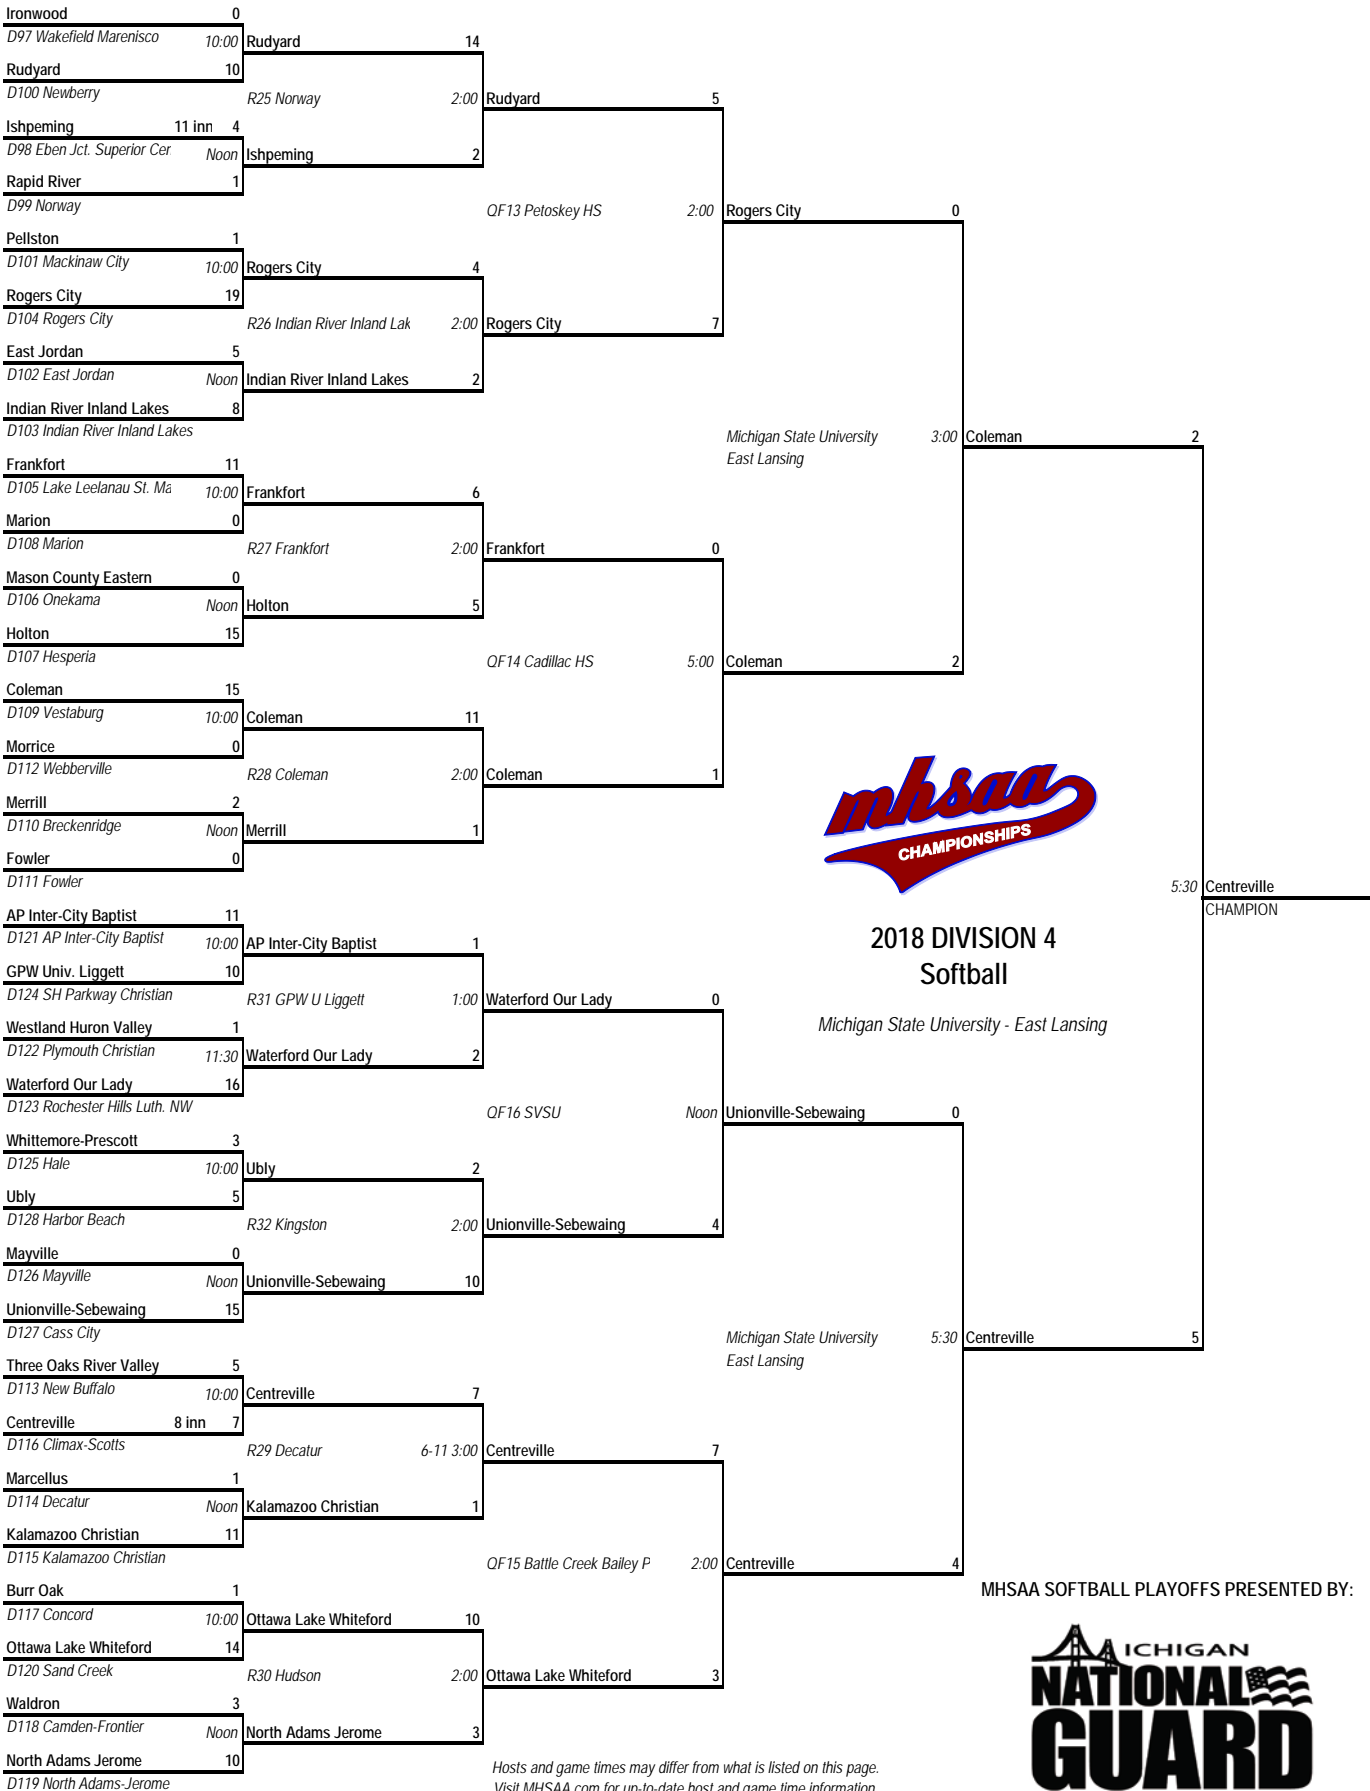 Ironwood 0
D97 Wakefield Marenisco
10:00 Rudyard 14
Rudyard 10
D100 Newberry
R25 Norway 2:00 Rudyard 5
Ishpeming 11 inn 4
D98 Eben Jct. Superior Cen
Noon Ishpeming 2
Rapid River 1
D99 Norway
QF13 Petoskey HS 2:00 Rogers City 0
Pellston 1
D101 Mackinaw City
10:00 Rogers City 4
Rogers City 19
D104 Rogers City
R26 Indian River Inland Lak 2:00 Rogers City 7
East Jordan 5
D102 East Jordan
Noon Indian River Inland Lakes 2
Indian River Inland Lakes 8
D103 Indian River Inland Lakes
Michigan State University 3:00 Coleman 2
East Lansing
Frankfort 11
D105 Lake Leelanau St. Ma
10:00 Frankfort 6
Marion 0
D108 Marion
R27 Frankfort 2:00 Frankfort 0
Mason County Eastern 0
D106 Onekama
Noon Holton 5
Holton 15
D107 Hesperia
QF14 Cadillac HS 5:00 Coleman 2
Coleman 15
D109 Vestaburg
10:00 Coleman 11
Morrice 0
D112 Webberville
R28 Coleman 2:00 Coleman 1
Merrill 2
D110 Breckenridge
Noon Merrill 1
Fowler 0
D111 Fowler
mhsaa
CHAMPIONSHIPS
5:30 Centreville
CHAMPION
2018 DIVISION 4
Softball
Michigan State University - East Lansing
AP Inter-City Baptist 11
D121 AP Inter-City Baptist
10:00 AP Inter-City Baptist 1
GPW Univ. Liggett 10
D124 SH Parkway Christian
R31 GPW U Liggett 1:00 Waterford Our Lady 0
Westland Huron Valley 1
D122 Plymouth Christian
11:30 Waterford Our Lady 2
Waterford Our Lady 16
D123 Rochester Hills Luth. NW
QF16 SVSU Noon Unionville-Sebewaing 0
Whittemore-Prescott 3
D125 Hale
10:00 Ubly 2
Ubly 5
D128 Harbor Beach
R32 Kingston 2:00 Unionville-Sebewaing 4
Mayville 0
D126 Mayville
Noon Unionville-Sebewaing 10
Unionville-Sebewaing 15
D127 Cass City
Michigan State University 5:30 Centreville 5
East Lansing
Three Oaks River Valley 5
D113 New Buffalo
10:00 Centreville 7
Centreville 8 inn 7
D116 Climax-Scotts
R29 Decatur 6-11 3:00 Centreville 7
Marcellus 1
D114 Decatur
Noon Kalamazoo Christian 1
Kalamazoo Christian 11
D115 Kalamazoo Christian
QF15 Battle Creek Bailey P 2:00 Centreville 4
Burr Oak 1
D117 Concord
10:00 Ottawa Lake Whiteford 10
Ottawa Lake Whiteford 14
D120 Sand Creek
R30 Hudson 2:00 Ottawa Lake Whiteford 3
Waldron 3
D118 Camden-Frontier
Noon North Adams Jerome 3
North Adams Jerome 10
D119 North Adams-Jerome
MHSAA SOFTBALL PLAYOFFS PRESENTED BY:
MICHIGAN
NATIONAL
GUARD
Hosts and game times may differ from what is listed on this page.
Visit MHSAA.com for up-to-date host and game time information